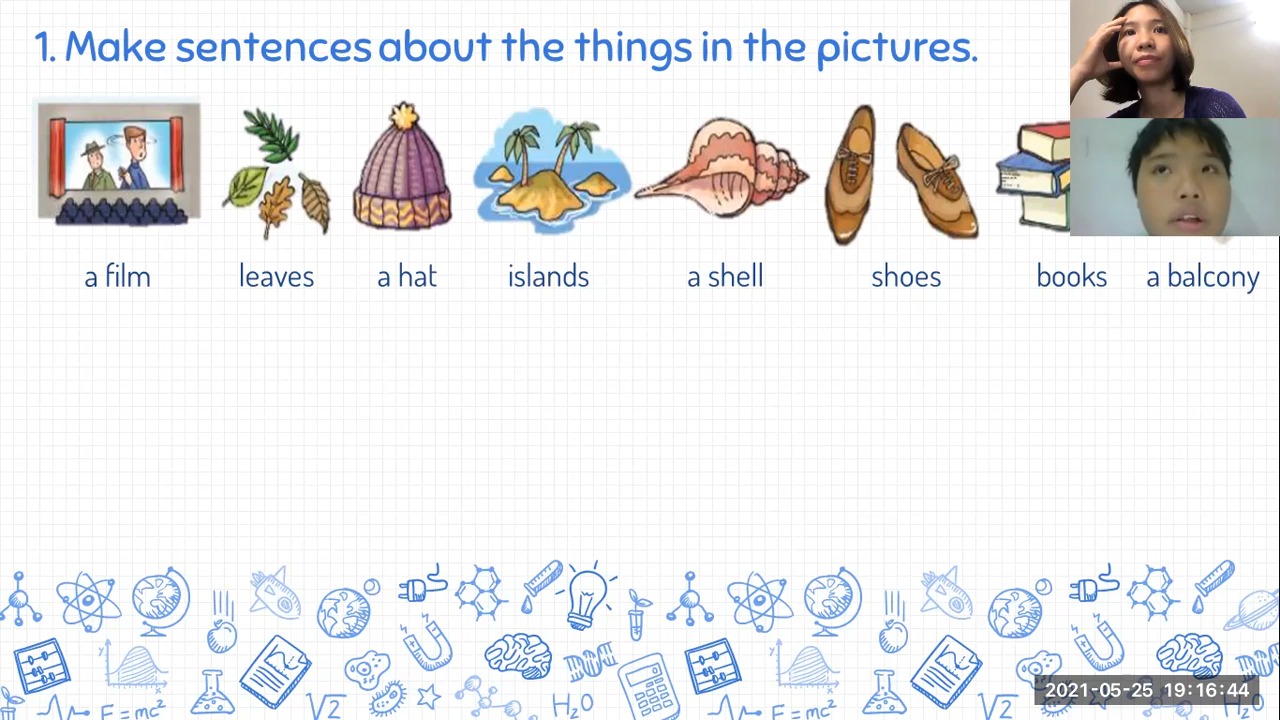 1. Make sentences about the things in the pictures.
a film leaves a hat islands a shell shoes books a balcony
y x √2 E=mc² H₂O y x √2 E=mc² H₂O
2021-05-25 19:16:44